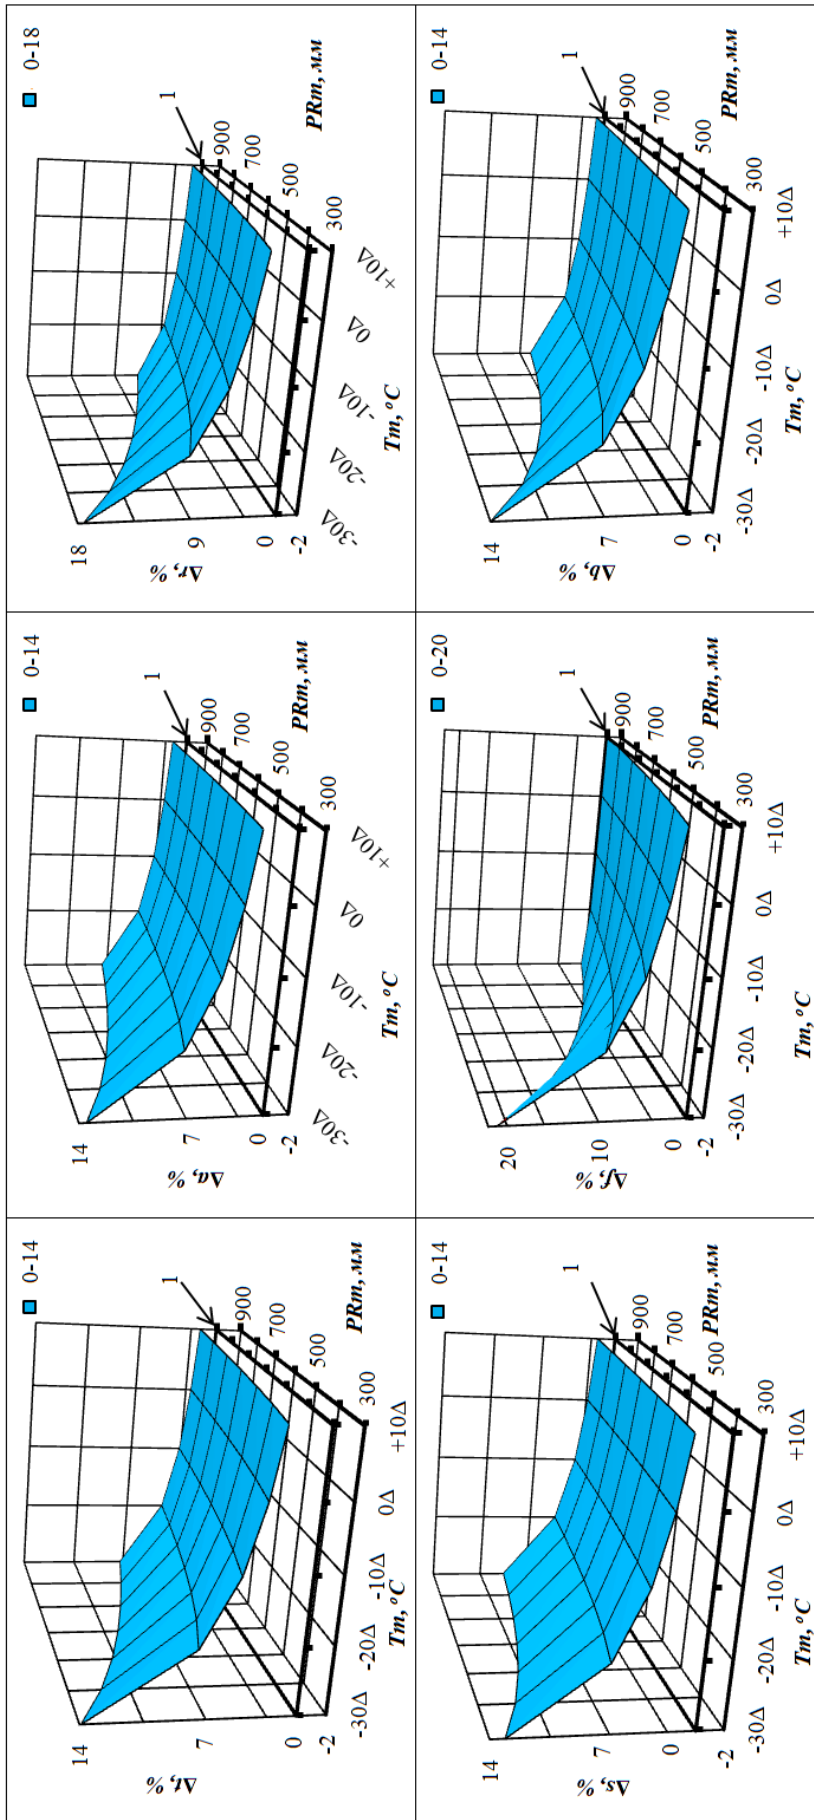 0-14
14
7
0
-2
Δt, %
-30Δ
-20Δ
-10Δ
0Δ
+10Δ
Tm, °C
300
500
700
900
PRm, мм
1
0-14
14
7
0
-2
Δa, %
-30Δ
-20Δ
-10Δ
0Δ
+10Δ
Tm, °C
300
500
700
900
PRm, мм
1
0-18
18
9
0
-2
Δr, %
-30Δ
-20Δ
-10Δ
0Δ
+10Δ
Tm, °C
300
500
700
900
PRm, мм
1
0-14
14
7
0
-2
Δs, %
-30Δ
-20Δ
-10Δ
0Δ
+10Δ
Tm, °C
300
500
700
900
PRm, мм
1
0-20
20
10
0
-2
Δf, %
-30Δ
-20Δ
-10Δ
0Δ
+10Δ
Tm, °C
300
500
700
900
PRm, мм
1
0-14
14
7
0
-2
Δb, %
-30Δ
-20Δ
-10Δ
0Δ
+10Δ
Tm, °C
300
500
700
900
PRm, мм
1